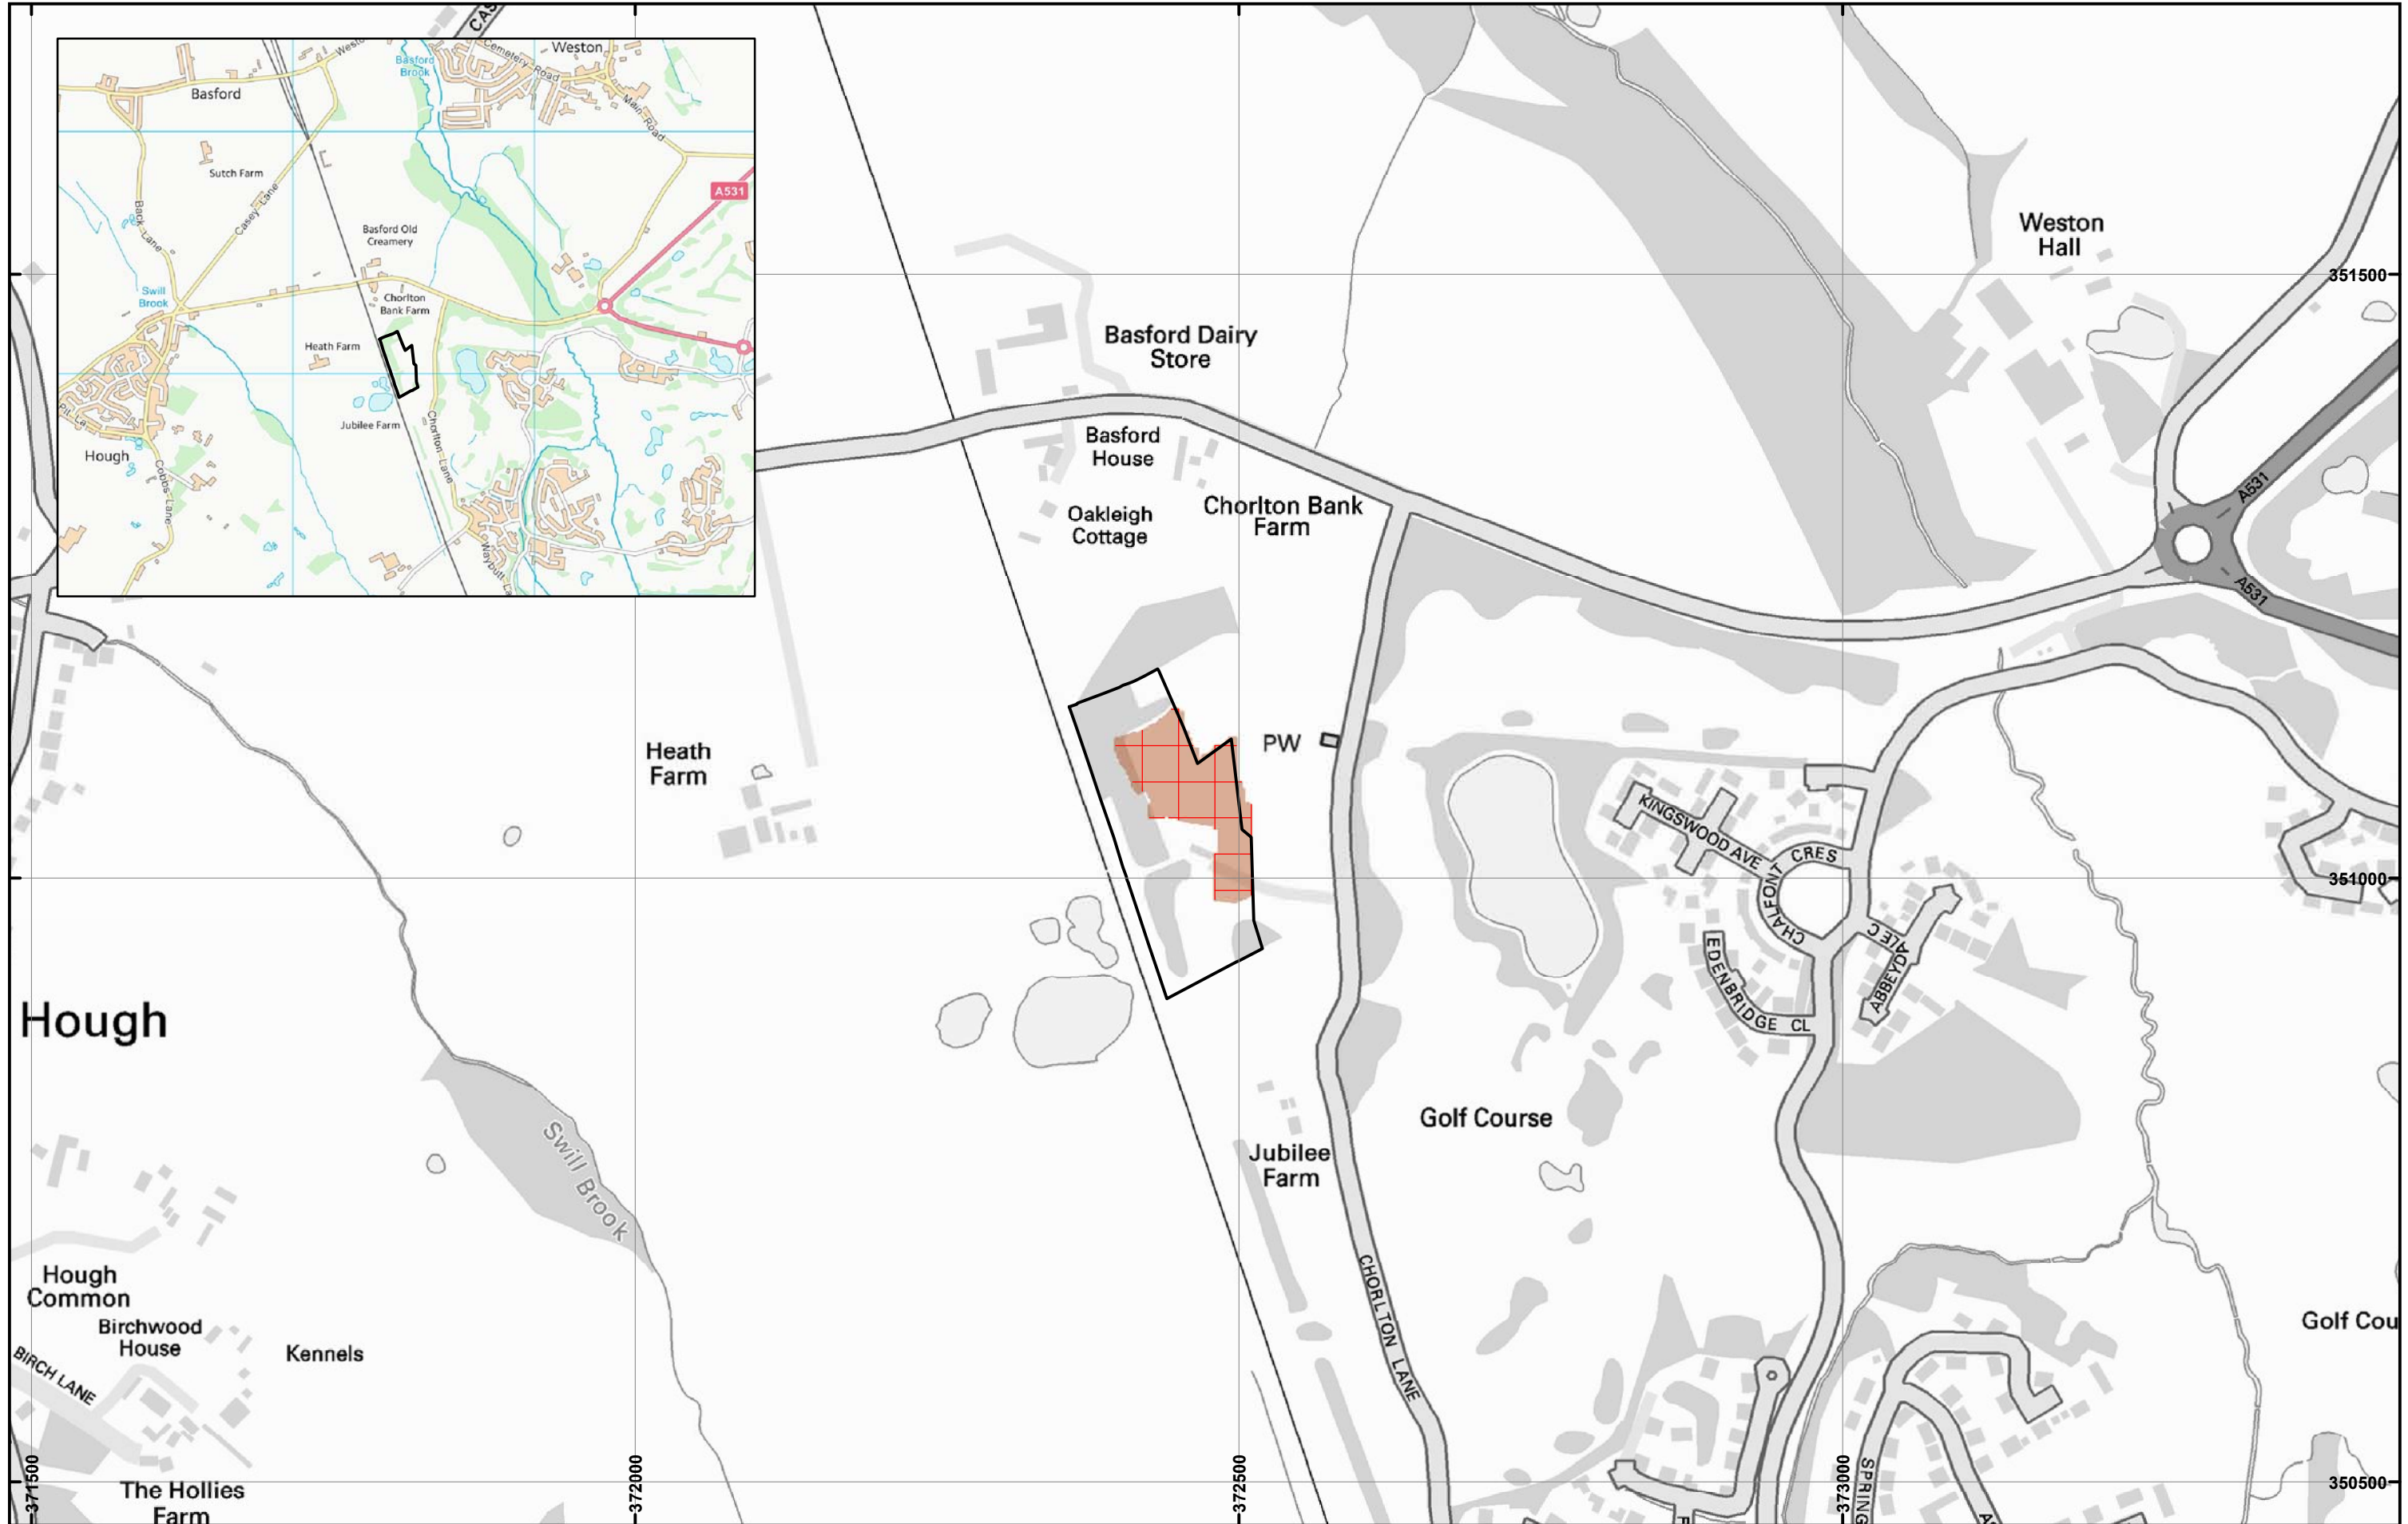 CAS
Weston
Cemetery Road
Basford
Brook
Basford
Main Road
A531
Sutch Farm
Casey Lane
Back Lane
Basford Old
Creamery
Swill
Brook
Chorlton
Bank Farm
Heath Farm
Jubilee Farm
Chorlton Lane
Hough
Cobbs Lane
Weston
Hall
351500
Basford Dairy
Store
Basford
House
Oakleigh
Cottage
Chorlton Bank
Farm
A531
A531
Heath
Farm
PW
KINGSWOOD AVE
CHALFONT CRES
ABBEYDALE C
EDENBRIDGE CL
351000
Hough
Swill Brook
Golf Course
Jubilee
Farm
CHORLTON LANE
Hough
Common
Birchwood
House
Kennels
BIRCH LANE
Golf Cou
The Hollies
Farm
371500
372000
372500
373000
SPRING
350500